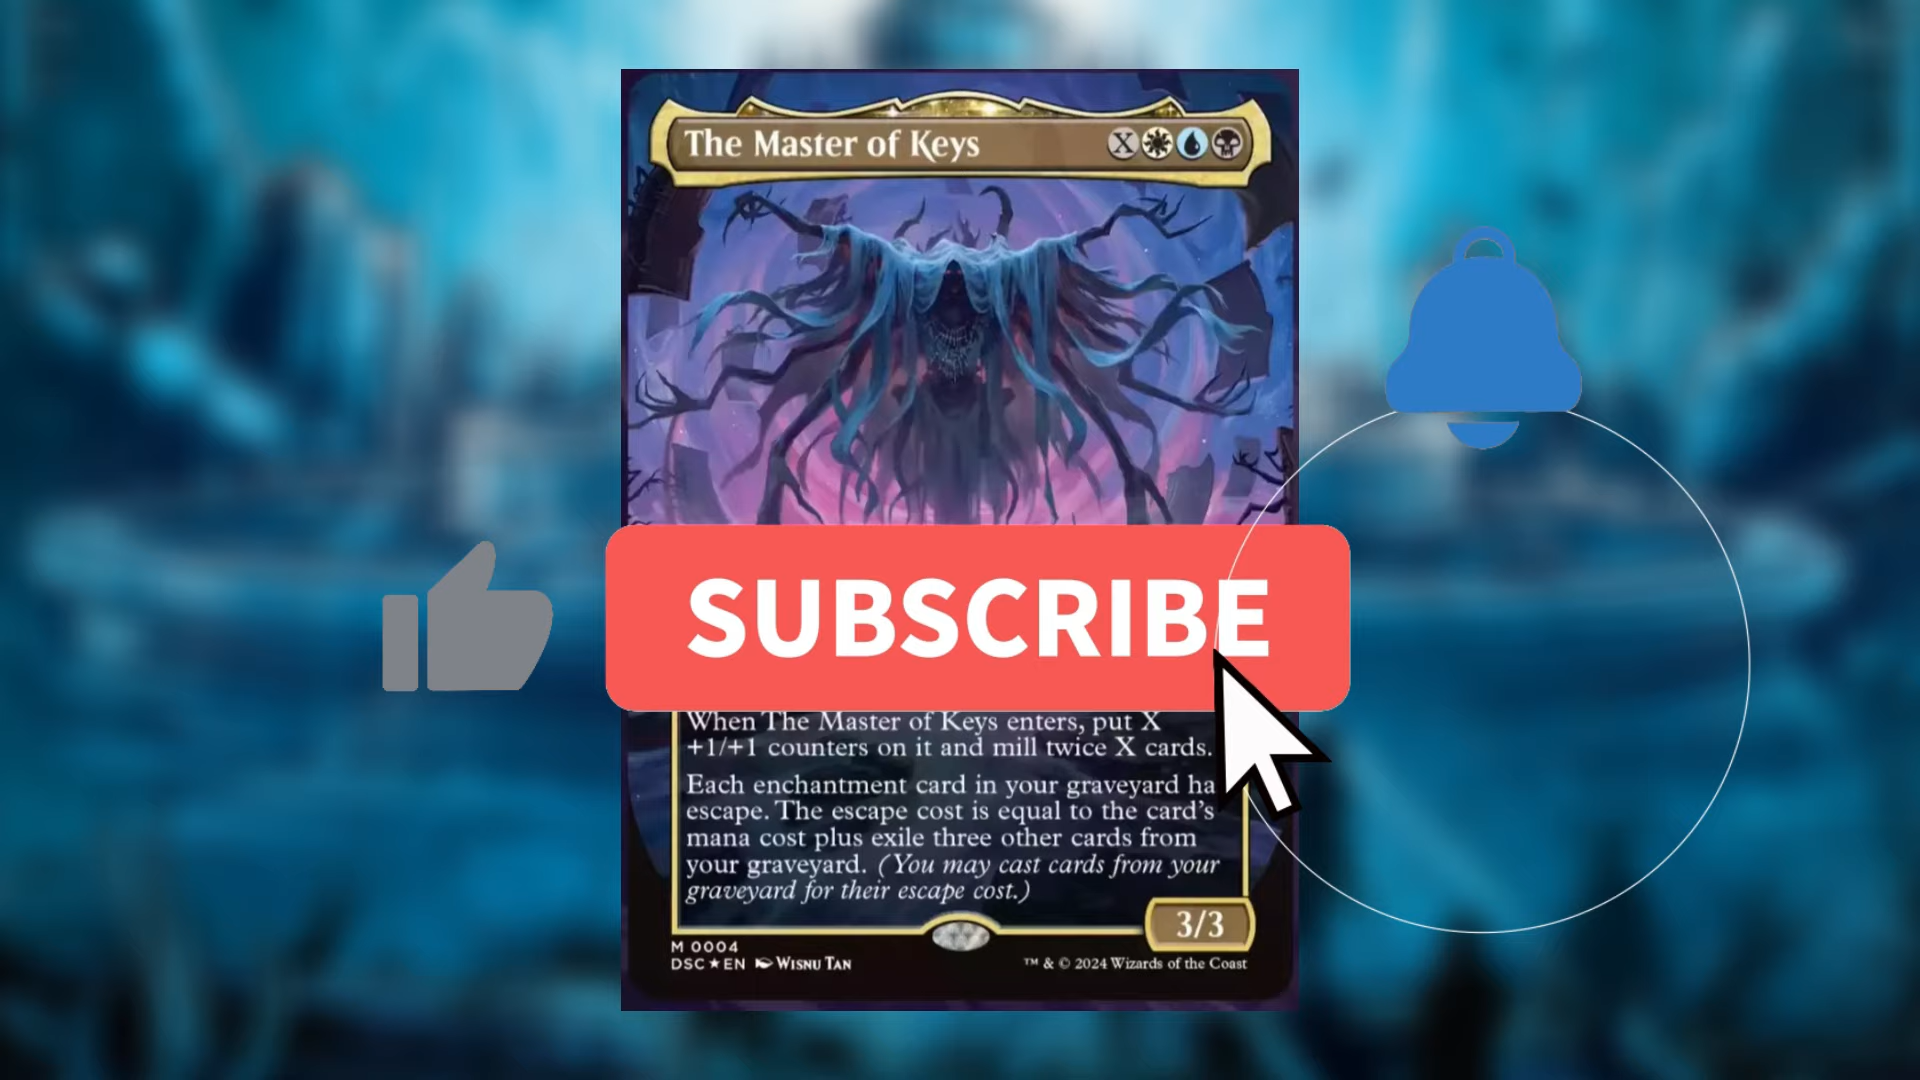 The Master of Keys X
SUBSCRIBE
When The Master of Keys enters, put X
+1/+1 counters on it and mill twice X cards.
Each enchantment card in your graveyard ha
escape. The escape cost is equal to the card's
mana cost plus exile three other cards from
your graveyard. (You may cast cards from your
graveyard for their escape cost.)
3/3
M 0004
DSC★EN Wisnu Tan
™ & © 2024 Wizards of the Coast